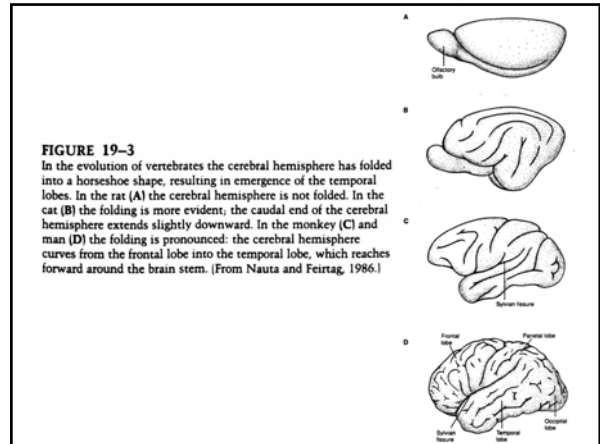 FIGURE 19–3
In the evolution of vertebrates the cerebral hemisphere has folded
into a horseshoe shape, resulting in emergence of the temporal
lobes. In the rat (A) the cerebral hemisphere is not folded. In the
cat (B) the folding is more evident; the caudal end of the cerebral
hemisphere extends slightly downward. In the monkey (C) and
man (D) the folding is pronounced: the cerebral hemisphere
curves from the frontal lobe into the temporal lobe, which reaches
forward around the brain stem. (From Nauta and Feirtag, 1986.)
A
Olfactory
bulb
B
C
Sylvian fissure
D
Frontal
lobe
Parietal lobe
Sylvian
fissure
Temporal
lobe
Occipital
lobe